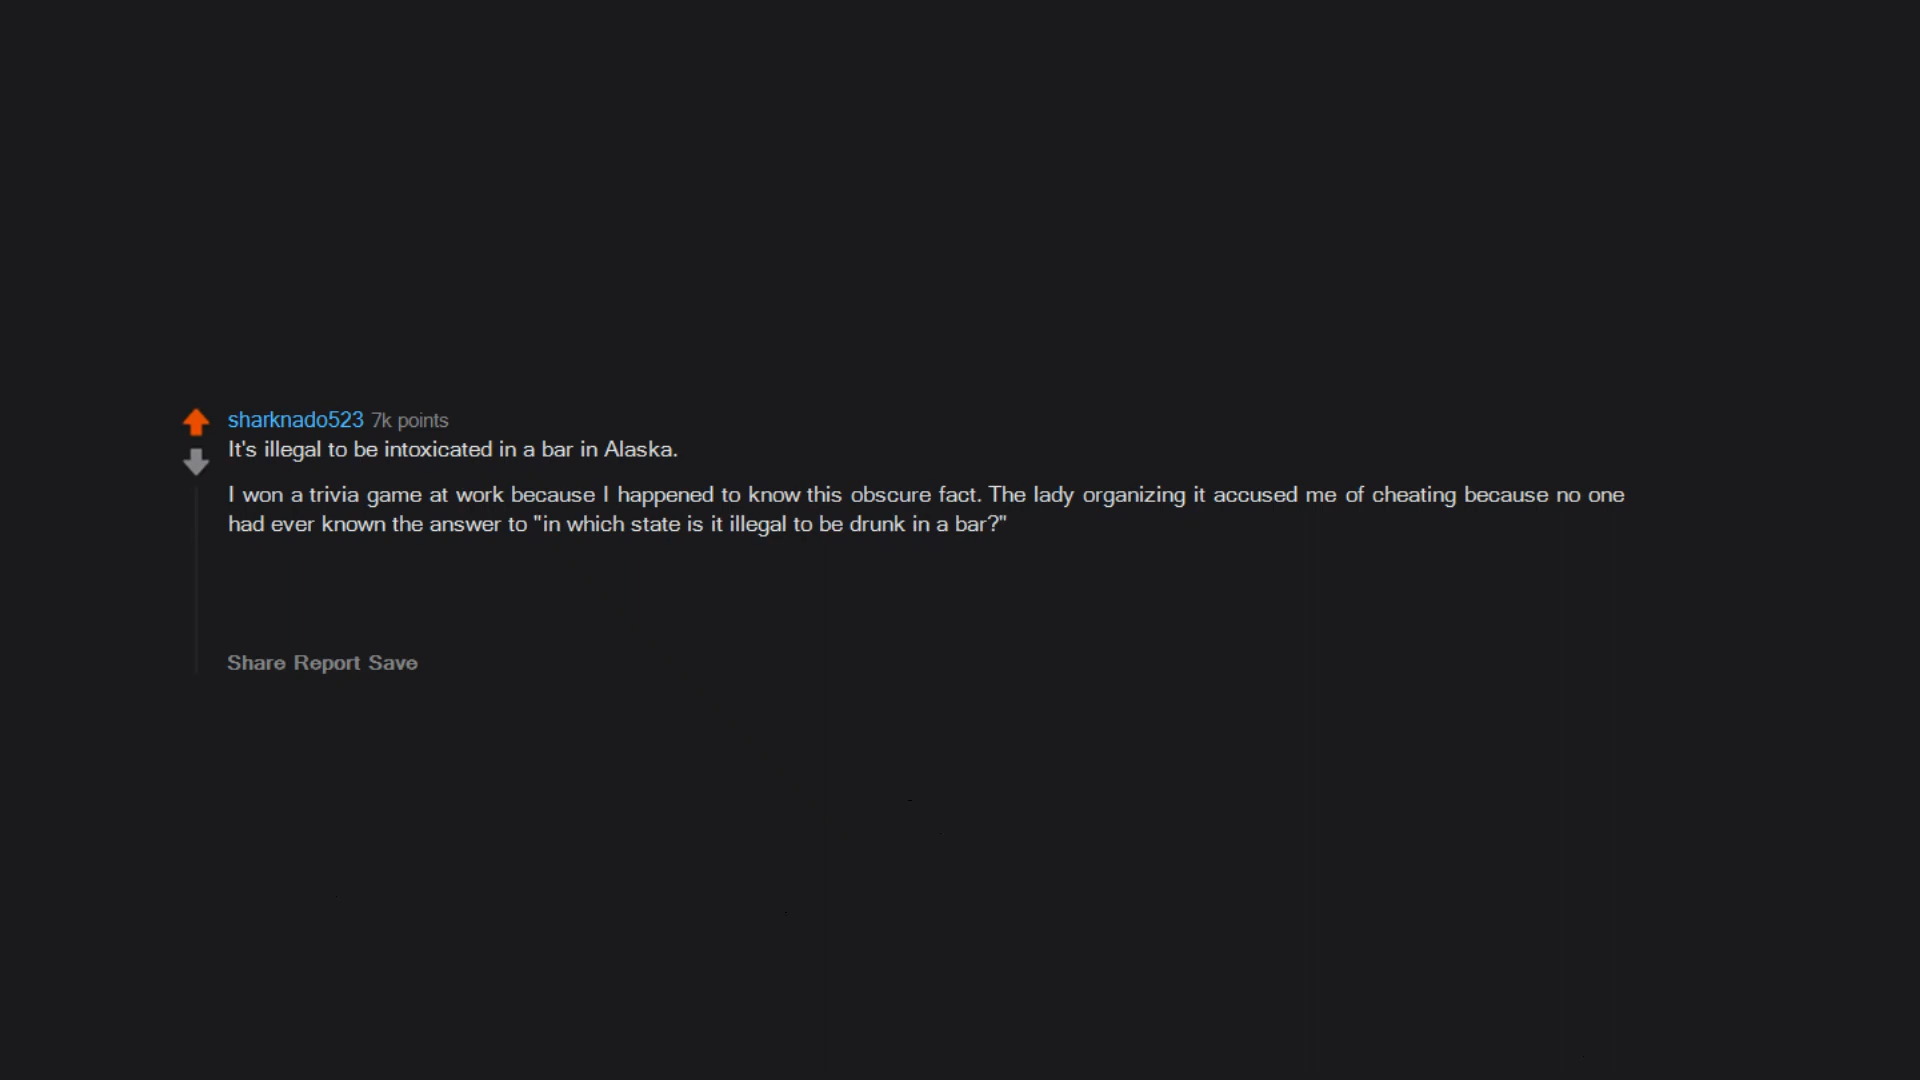 sharknado523 7k points
It's illegal to be intoxicated in a bar in Alaska.
I won a trivia game at work because I happened to know this obscure fact. The lady organizing it accused me of cheating because no one
had ever known the answer to "in which state is it illegal to be drunk in a bar?"
Share Report Save